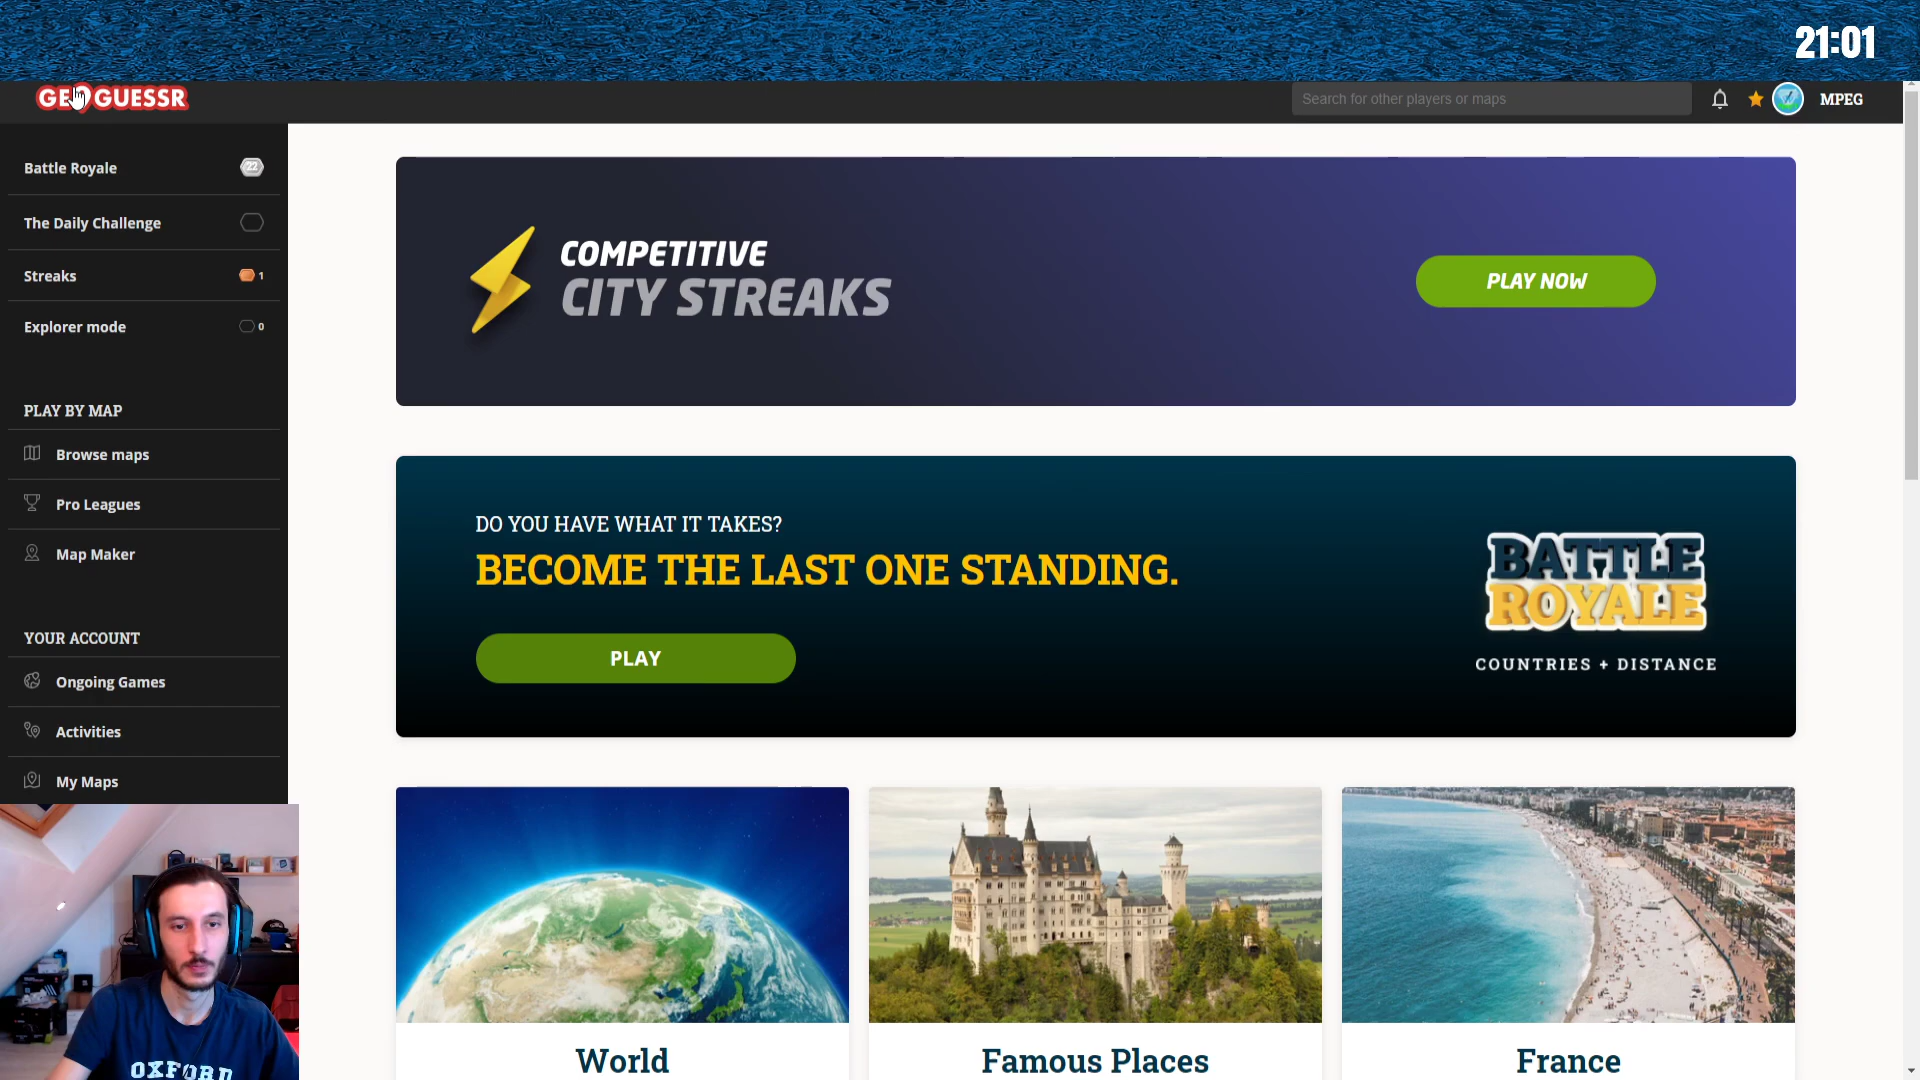 21:01
GEOGUESSR
Search for other players or maps
MPEG
Battle Royale
22
The Daily Challenge
Streaks
1
Explorer mode
0
PLAY BY MAP
Browse maps
Pro Leagues
Map Maker
YOUR ACCOUNT
Ongoing Games
Activities
My Maps
COMPETITIVE
CITY STREAKS
PLAY NOW
DO YOU HAVE WHAT IT TAKES?
BECOME THE LAST ONE STANDING.
PLAY
BATTLE
ROYALE
COUNTRIES + DISTANCE
World
Famous Places
France
OXFORD